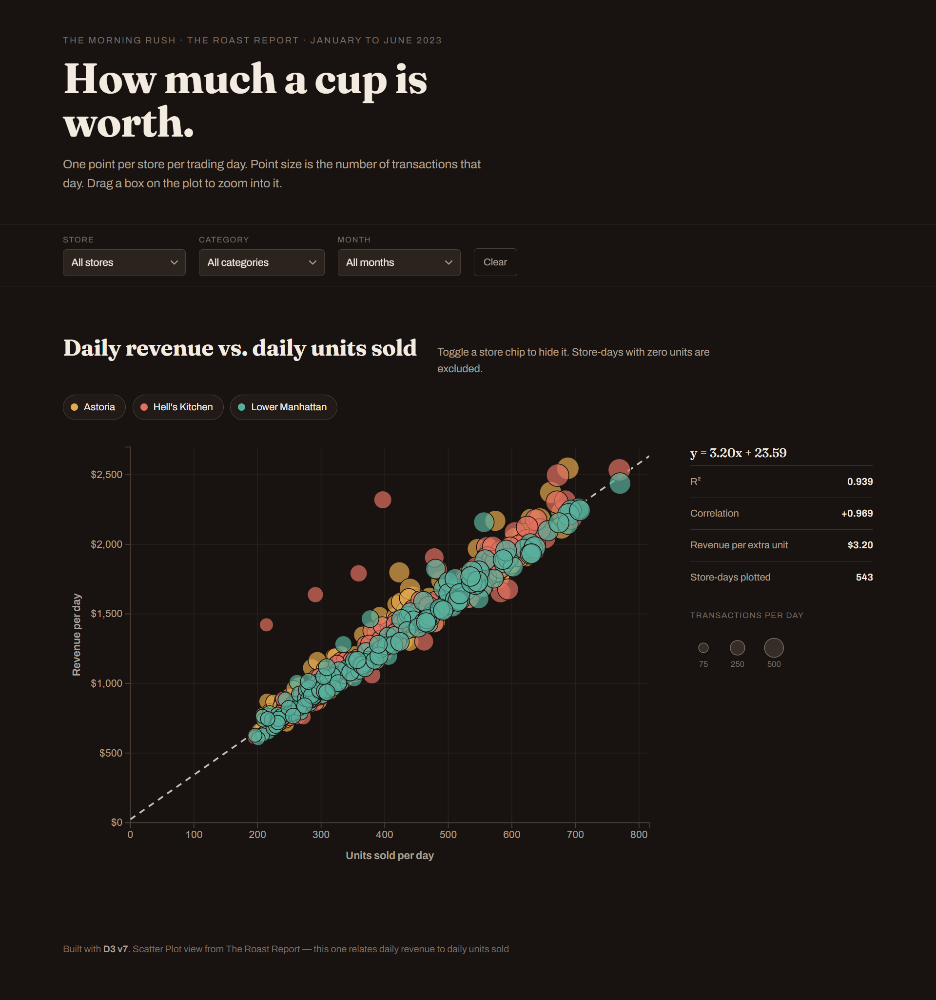 THE MORNING RUSH · THE ROAST REPORT · JANUARY TO JUNE 2023
How much a cup is
worth.
One point per store per trading day. Point size is the number of transactions that
day. Drag a box on the plot to zoom into it.
STORE
CATEGORY
MONTH
All stores
All categories
All months
Clear
Daily revenue vs. daily units sold
Toggle a store chip to hide it. Store-days with zero units are
excluded.
Astoria
Hell's Kitchen
Lower Manhattan
$2,500
$2,000
$1,500
$1,000
$500
$0
Revenue per day
0
100
200
300
400
500
600
700
800
Units sold per day
y = 3.20x + 23.59
R² 0.939
Correlation +0.969
Revenue per extra unit $3.20
Store-days plotted 543
TRANSACTIONS PER DAY
75
250
500
Built with D3 v7. Scatter Plot view from The Roast Report — this one relates daily revenue to daily units sold